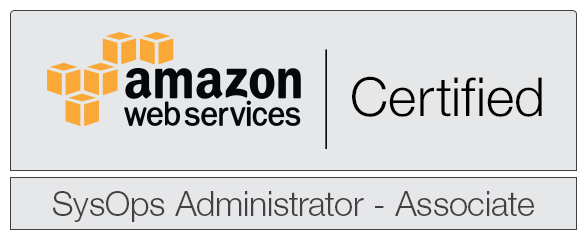 amazon
web services
Certified
SysOps Administrator - Associate